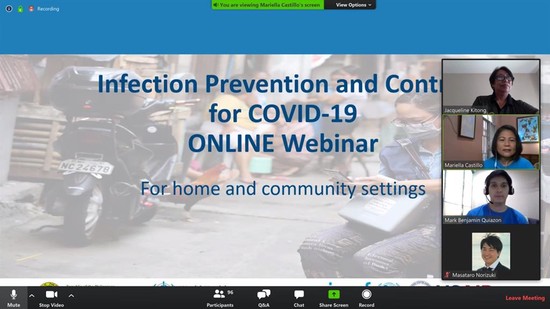 Recording
You are viewing Mariella Castillo's screen
View Options
Infection Prevention and Contr
for COVID-19
ONLINE Webinar
For home and community settings
NC24678
Jacqueline Kitong
Mariella Castillo
Mark Benjamin Quiazon
Masataro Norizuki
Mute
Stop Video
Participants
96
Q&A
Chat
Share Screen
Record
Leave Meeting